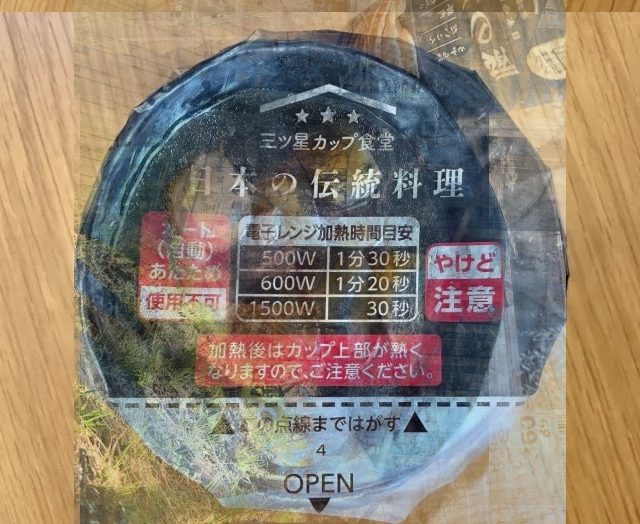 三ツ星カップ食堂
日本の伝統料理
オート
(自動)
あたため
使用不可
電子レンジ加熱時間目安
500W 1分30秒
600W 1分20秒
1500W 30秒
やけど
注意
加熱後はカップ上部が熱く
なりますので、ご注意ください。
▲この点線まではがす▲
4
OPEN